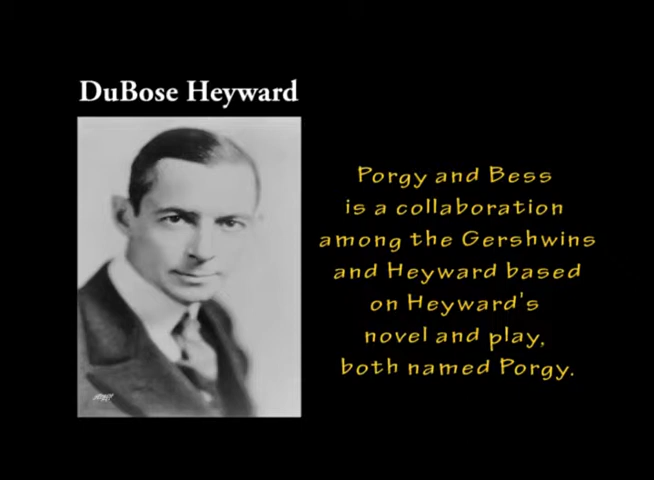 DuBose Heyward
Porgy and Bess
is a collaboration
among the Gershwins
and Heyward based
on Heyward's
novel and play,
both named Porgy.